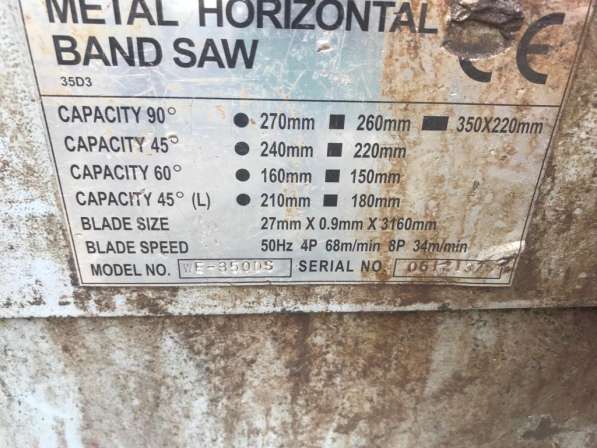 METAL HORIZONTAL
BAND SAW
CE
35D3
CAPACITY 90° ● 270mm ■ 260mm ▬ 350X220mm
CAPACITY 45° ● 240mm ■ 220mm
CAPACITY 60° ● 160mm ■ 150mm
CAPACITY 45° (L) ● 210mm ■ 180mm
BLADE SIZE 27mm X 0.9mm X 3160mm
BLADE SPEED 50Hz 4P 68m/min 8P 34m/min
MODEL NO. WE-350DS SERIAL NO.